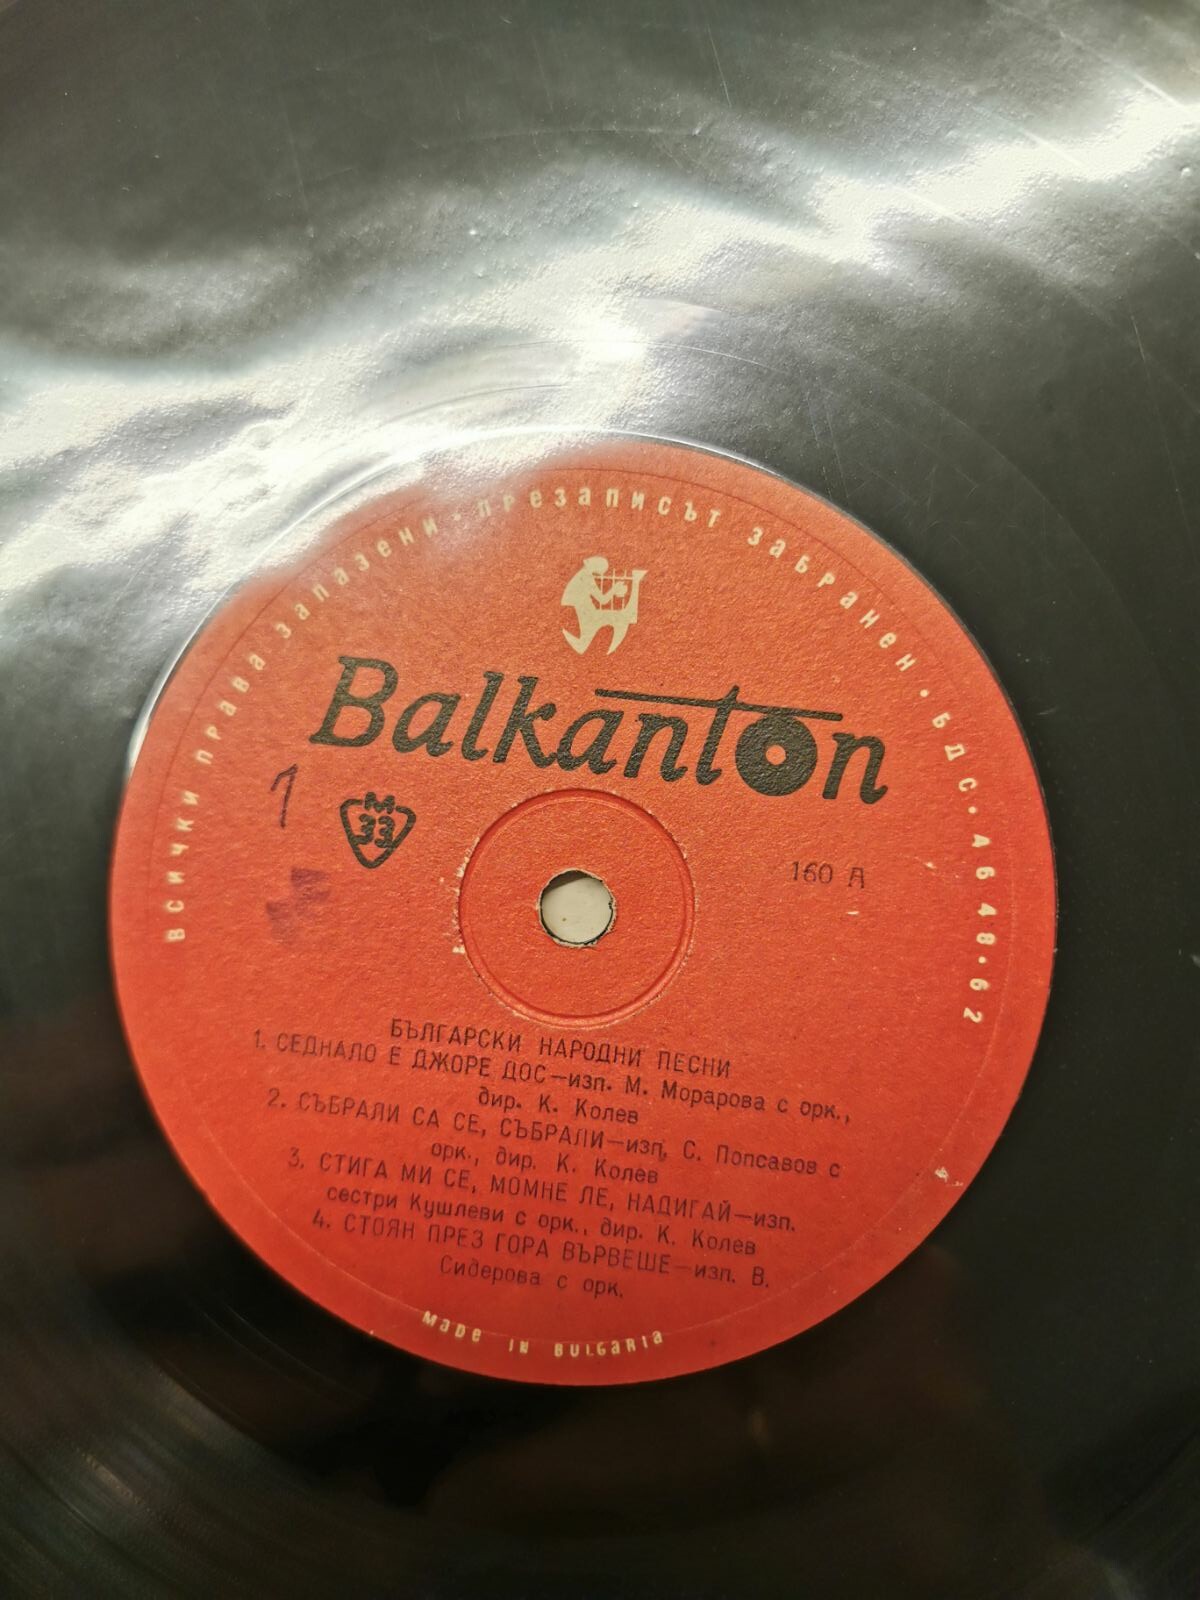 всички права запазени · презаписът забранен · бдс · 4648 · 62
Balkanton
1
M
33
160 А
БЪЛГАРСКИ НАРОДНИ ПЕСНИ
1. СЕДНАЛО Е ДЖОРЕ ДОС—изп. М. Морарова с орк.,
дир. К. Колев
2. СЪБРАЛИ СА СЕ, СЪБРАЛИ—изп. С. Попсавов с
орк., дир. К. Колев
3. СТИГА МИ СЕ, МОМНЕ ЛЕ, НАДИГАЙ—изп.
сестри Кушлеви с орк., дир. К. Колев
4. СТОЯН ПРЕЗ ГОРА ВЪРВЕШЕ—изп. В.
Сидерова с орк.
made in bulgaria